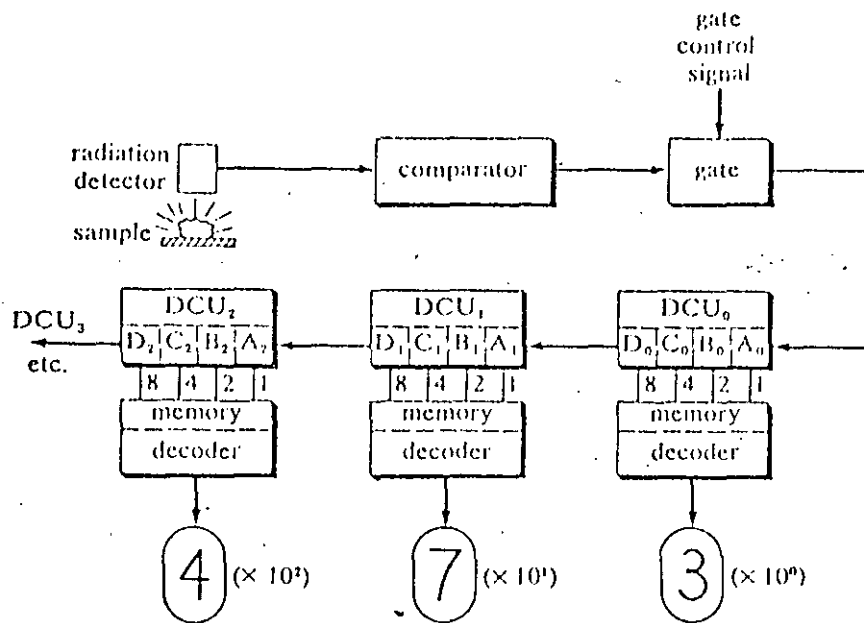 gate
control
signal
radiation
detector
comparator
gate
sample
DCU₃
etc.
DCU₂
D₂ C₂ B₂ A₂
8 4 2 1
memory
decoder
DCU₁
D₁ C₁ B₁ A₁
8 4 2 1
memory
decoder
DCU₀
D₀ C₀ B₀ A₀
8 4 2 1
memory
decoder
4 (× 10²)
7 (× 10¹)
3 (× 10⁰)